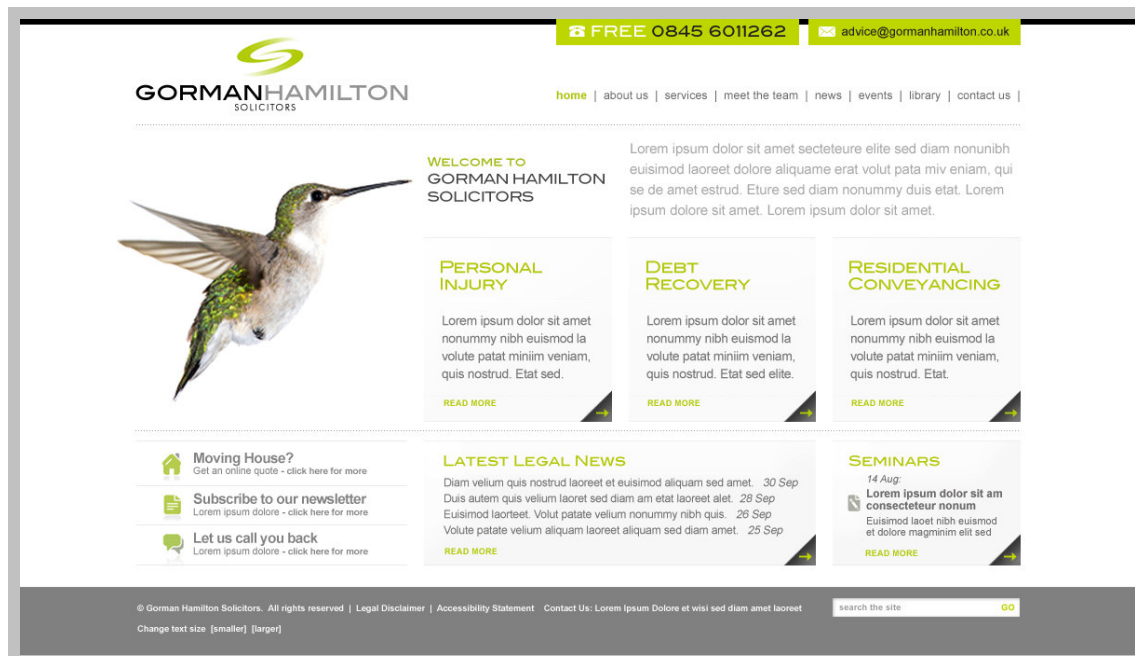 FREE 0845 6011262
advice@gormanhamilton.co.uk
GORMANHAMILTON
SOLICITORS
home | about us | services | meet the team | news | events | library | contact us |
WELCOME TO
GORMAN HAMILTON
SOLICITORS
Lorem ipsum dolor sit amet secteteure elite sed diam nonunibh
euisimod laoreet dolore aliquame erat volut pata miv eniam, qui
se de amet estrud. Eture sed diam nonummy duis etat. Lorem
ipsum dolore sit amet. Lorem ipsum dolor sit amet.
PERSONAL
INJURY
Lorem ipsum dolor sit amet
nonummy nibh euismod la
volute patat miniim veniam,
quis nostrud. Etat sed.
READ MORE
DEBT
RECOVERY
Lorem ipsum dolor sit amet
nonummy nibh euismod la
volute patat miniim veniam,
quis nostrud. Etat sed elite.
READ MORE
RESIDENTIAL
CONVEYANCING
Lorem ipsum dolor sit amet
nonummy nibh euismod la
volute patat miniim veniam,
quis nostrud. Etat.
READ MORE
Moving House?
Get an online quote - click here for more
Subscribe to our newsletter
Lorem ipsum dolore - click here for more
Let us call you back
Lorem ipsum dolore - click here for more
LATEST LEGAL NEWS
Diam velium quis nostrud laoreet et euisimod aliquam sed amet. 30 Sep
Duis autem quis velium laoret sed diam am etat laoreet alet. 28 Sep
Euisimod laorteet. Volut patate velium nonummy nibh quis. 26 Sep
Volute patate velium aliquam laoreet aliquam sed diam amet. 25 Sep
READ MORE
SEMINARS
14 Aug:
Lorem ipsum dolor sit am
consecteteur nonum
Euisimod laoet nibh euismod
et dolore magminim elit sed
READ MORE
© Gorman Hamilton Solicitors. All rights reserved | Legal Disclaimer | Accessibility Statement Contact Us: Lorem Ipsum Dolore et wisi sed diam amet laoreet
search the site GO
Change text size [smaller] [larger]